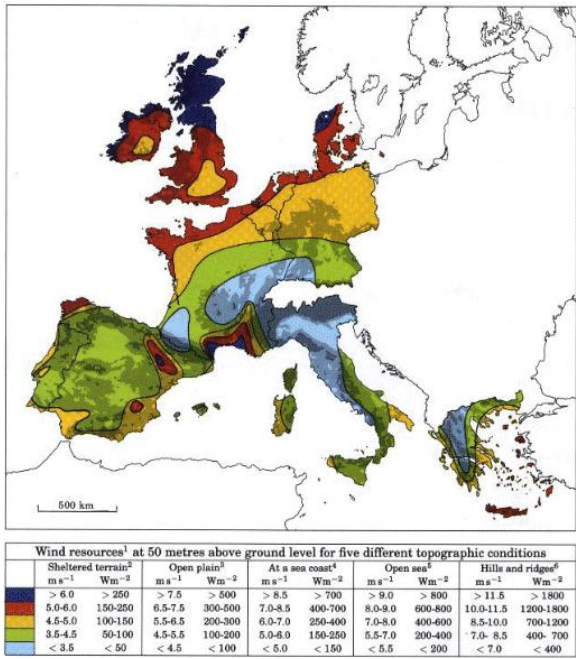 500 km
Wind resources¹ at 50 metres above ground level for five different topographic conditions
Sheltered terrain² Open plain³ At a sea coast⁴ Open sea⁵ Hills and ridges⁶
m s⁻¹ Wm⁻² m s⁻¹ Wm⁻² m s⁻¹ Wm⁻² m s⁻¹ Wm⁻² m s⁻¹ Wm⁻²
> 6.0 > 250 > 7.5 > 500 > 8.5 > 700 > 9.0 > 800 > 11.5 > 1800
5.0-6.0 150-250 6.5-7.5 300-500 7.0-8.5 400-700 8.0-9.0 600-800 10.0-11.5 1200-1800
4.5-5.0 100-150 5.5-6.5 200-300 6.0-7.0 250-400 7.0-8.0 400-600 8.5-10.0 700-1200
3.5-4.5 50-100 4.5-5.5 100-200 5.0-6.0 150-250 5.5-7.0 200-400 7.0- 8.5 400- 700
< 3.5 < 50 < 4.5 < 100 < 5.0 < 150 < 5.5 < 200 < 7.0 < 400